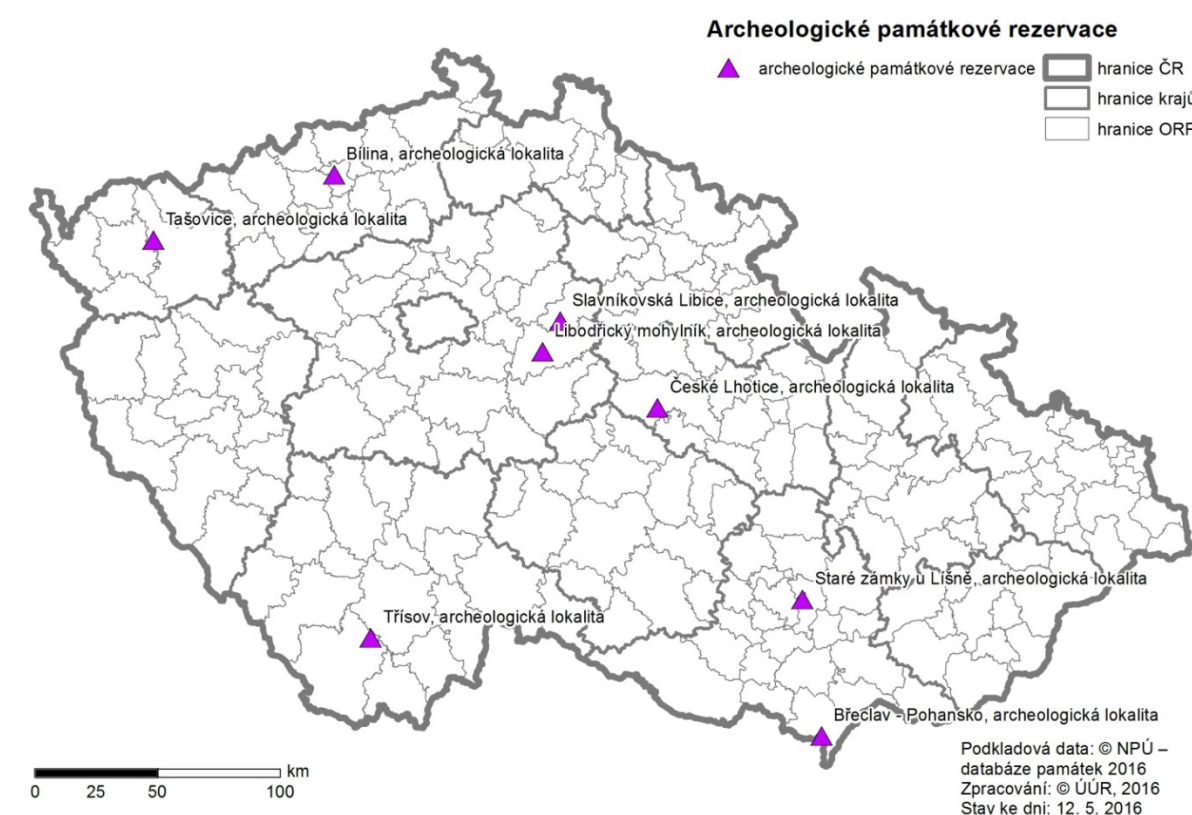 Archeologické památkové rezervace
archeologické památkové rezervace
hranice ČR
hranice krajů
hranice ORP
Bílina, archeologická lokalita
Tašovice, archeologická lokalita
Slavníkovská Libice, archeologická lokalita
Libodřický mohylník, archeologická lokalita
České Lhotice, archeologická lokalita
Staré zámky u Líšně, archeologická lokalita
Třísov, archeologická lokalita
Břeclav - Pohansko, archeologická lokalita
km
0 25 50 100
Podkladová data: © NPÚ –
databáze památek 2016
Zpracování: © ÚÚR, 2016
Stav ke dni: 12. 5. 2016